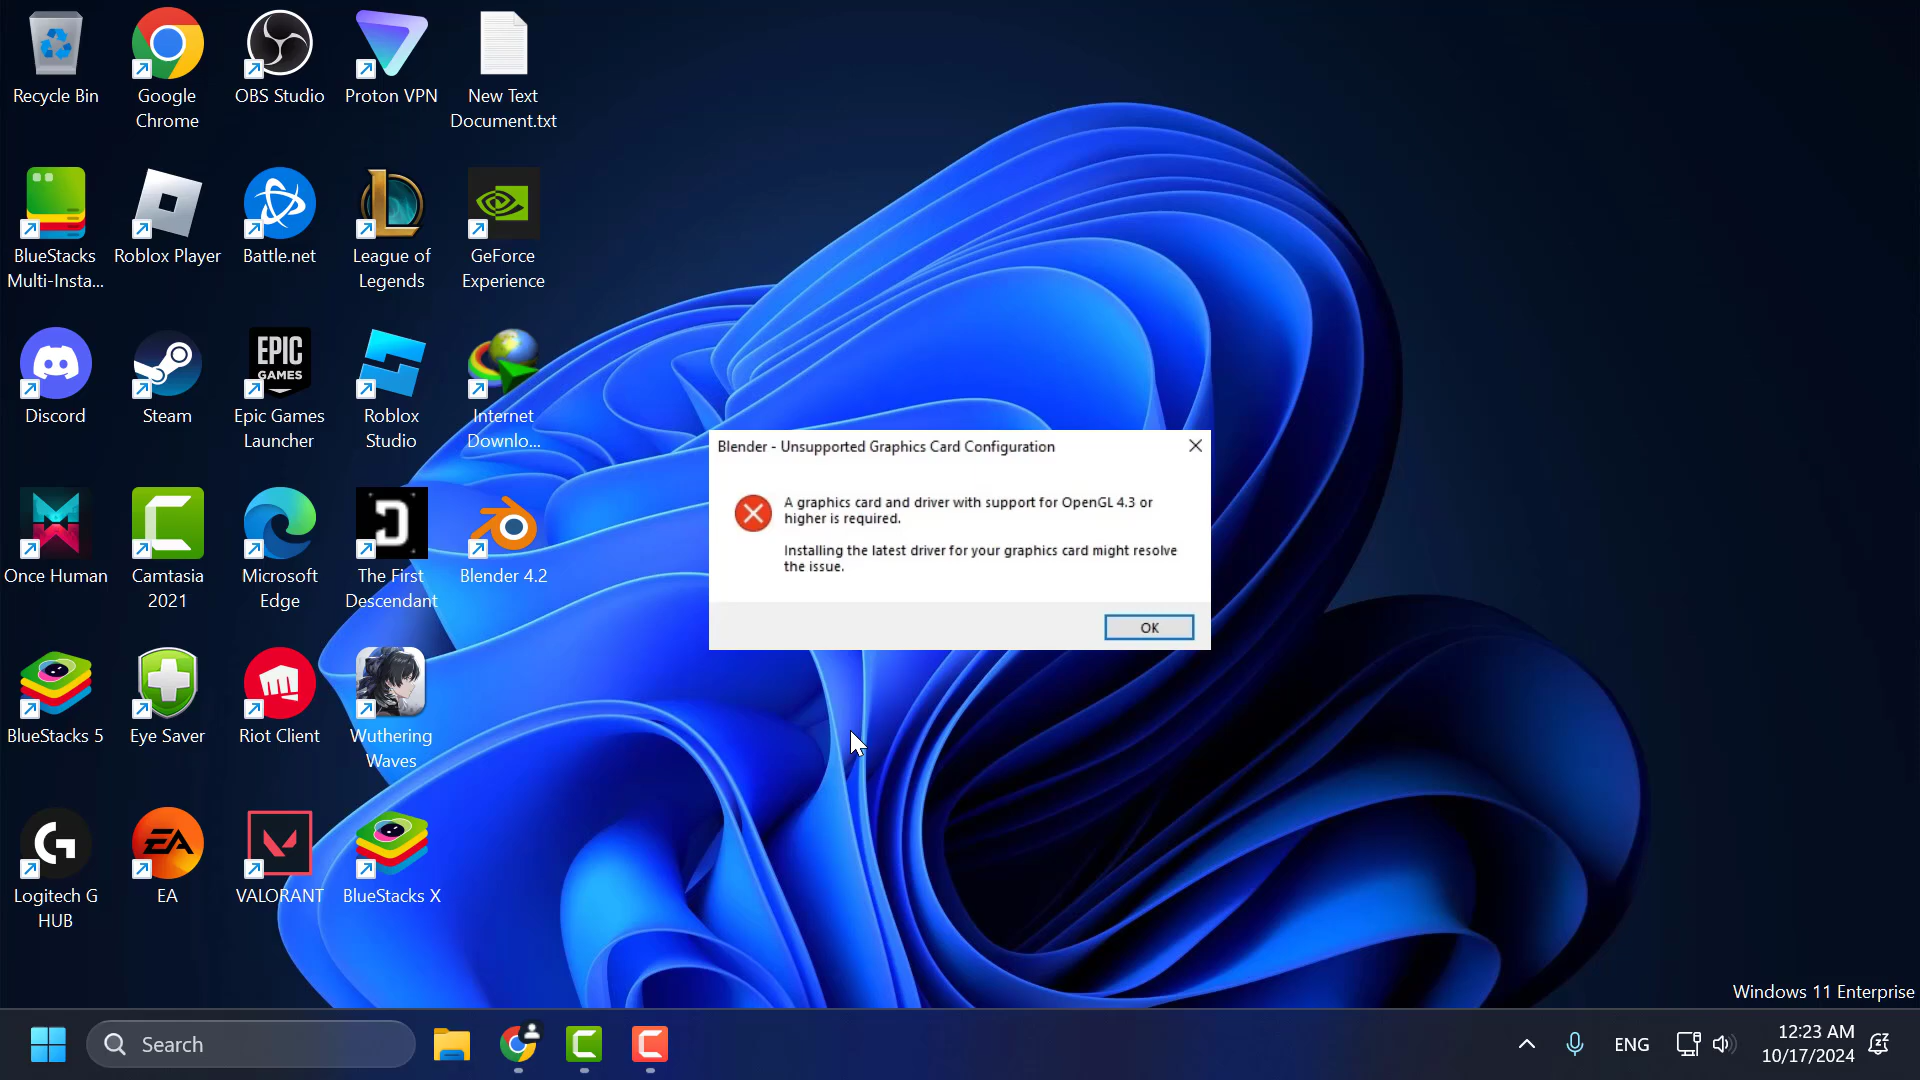 Recycle Bin
Google
Chrome
OBS Studio
Proton VPN
New Text
Document.txt
BlueStacks
Multi-Insta...
Roblox Player
Battle.net
League of
Legends
GeForce
Experience
Discord
Steam
EPIC
GAMES
Epic Games
Launcher
Roblox
Studio
Internet
Downlo...
Once Human
Camtasia
2021
Microsoft
Edge
The First
Descendant
Blender 4.2
BlueStacks 5
Eye Saver
Riot Client
Wuthering
Waves
Logitech G
HUB
EA
EA
VALORANT
BlueStacks X
Blender - Unsupported Graphics Card Configuration
A graphics card and driver with support for OpenGL 4.3 or
higher is required.
Installing the latest driver for your graphics card might resolve
the issue.
OK
Windows 11 Enterprise
Search
ENG
12:23 AM
10/17/2024